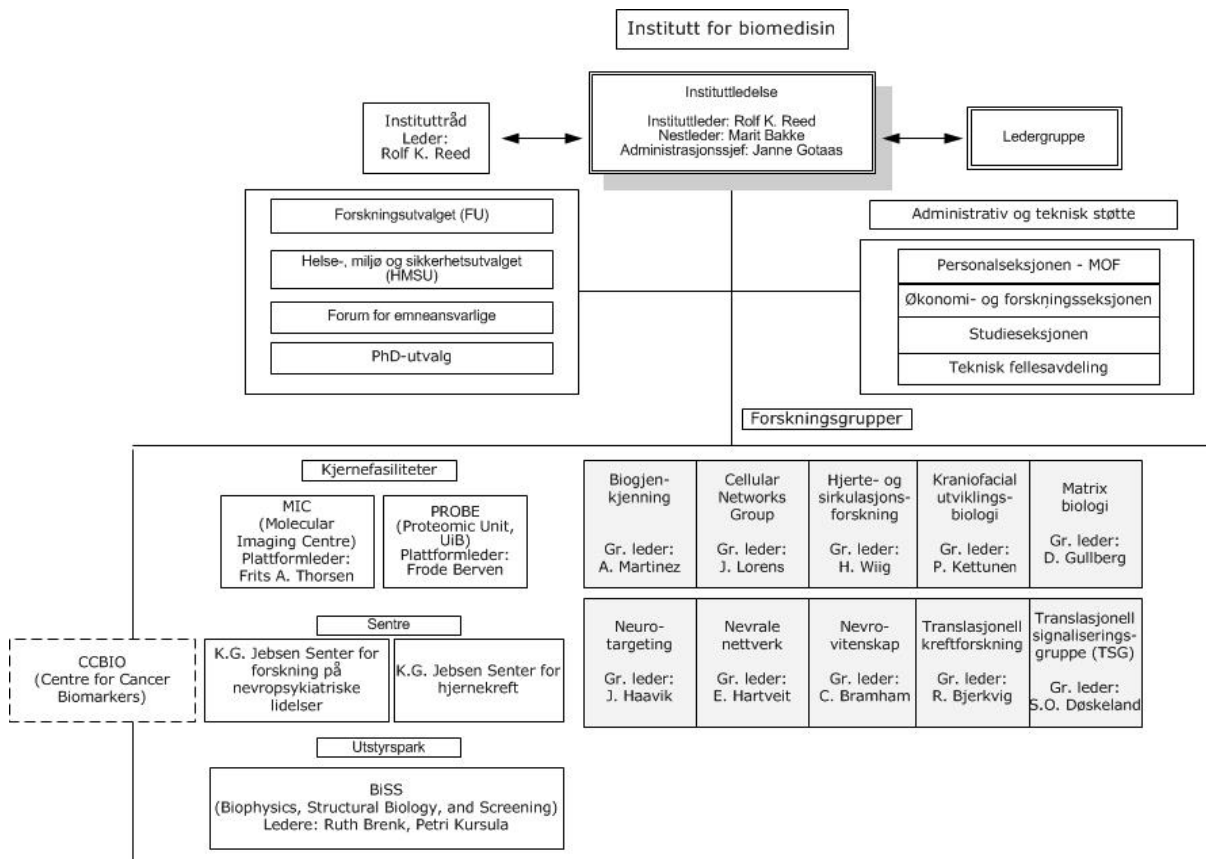 Institutt for biomedisin
Instituttråd
Leder:
Rolf K. Reed
Instituttledelse
Instituttleder: Rolf K. Reed
Nestleder: Marit Bakke
Administrasjonssjef: Janne Gotaas
Ledergruppe
Forskningsutvalget (FU)
Helse-, miljø og sikkerhetsutvalget
(HMSU)
Forum for emneansvarlige
PhD-utvalg
Administrativ og teknisk støtte
Personalseksjonen - MOF
Økonomi- og forskningsseksjonen
Studieseksjonen
Teknisk fellesavdeling
Forskningsgrupper
Kjernefasiliteter
MIC
(Molecular
Imaging Centre)
Plattformleder:
Frits A. Thorsen
PROBE
(Proteomic Unit,
UiB)
Plattformleder:
Frode Berven
Biogjen-
kjenning
Gr. leder:
A. Martinez
Cellular
Networks
Group
Gr. leder:
J. Lorens
Hjerte- og
sirkulasjons-
forskning
Gr. leder:
H. Wiig
Kraniofacial
utviklings-
biologi
Gr. leder:
P. Kettunen
Matrix
biologi
Gr. leder:
D. Gullberg
Neuro-
targeting
Gr. leder:
J. Haavik
Nevrale
nettverk
Gr. leder:
E. Hartveit
Nevro-
vitenskap
Gr. leder:
C. Bramham
Translasjonell
kreftforskning
Gr. leder:
R. Bjerkvig
Translasjonell
signaliserings-
gruppe (TSG)
Gr. leder:
S.O. Døskeland
Sentre
CCBIO
(Centre for Cancer
Biomarkers)
K.G. Jebsen Senter for
forskning på
nevropsykiatriske
lidelser
K.G. Jebsen Senter for
hjernekreft
Utstyrspark
BiSS
(Biophysics, Structural Biology, and Screening)
Ledere: Ruth Brenk, Petri Kursula